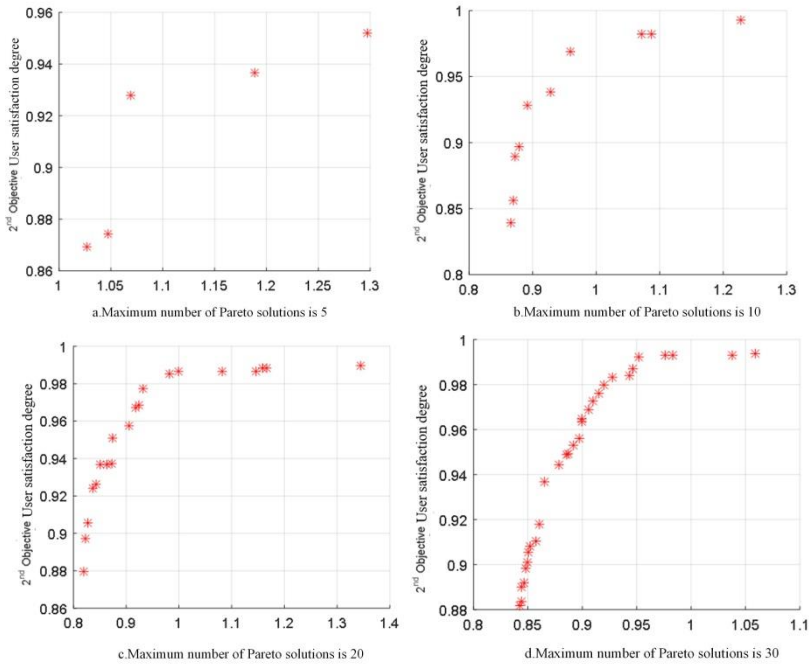 0.96
0.94
0.92
0.9
0.88
0.86
2nd Objective User satisfaction degree
1 1.05 1.1 1.15 1.2 1.25 1.3
a.Maximum number of Pareto solutions is 5
1
0.95
0.9
0.85
0.8
2nd Objective User satisfaction degree
0.8 0.9 1 1.1 1.2 1.3
b.Maximum number of Pareto solutions is 10
1
0.98
0.96
0.94
0.92
0.9
0.88
0.86
2nd Objective User satisfaction degree
0.8 0.9 1 1.1 1.2 1.3 1.4
c.Maximum number of Pareto solutions is 20
1
0.98
0.96
0.94
0.92
0.9
0.88
2nd Objective User satisfaction degree
0.8 0.85 0.9 0.95 1 1.05 1.1
d.Maximum number of Pareto solutions is 30